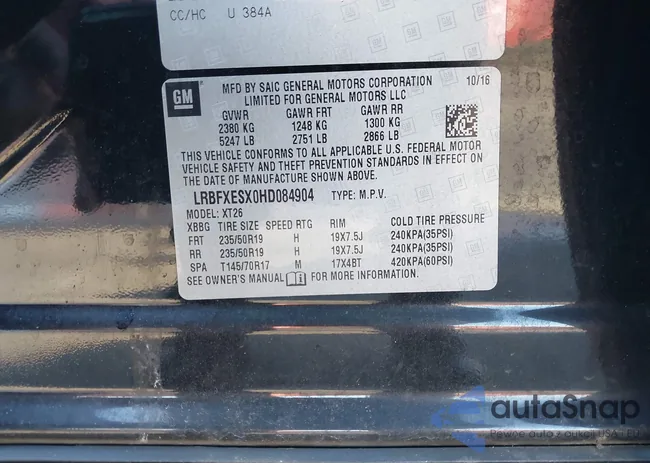 CC/HC U 384A
GM
MFD BY SAIC GENERAL MOTORS CORPORATION 10/16
LIMITED FOR GENERAL MOTORS LLC
GVWR GAWR FRT GAWR RR
2380 KG 1248 KG 1300 KG
5247 LB 2751 LB 2866 LB
THIS VEHICLE CONFORMS TO ALL APPLICABLE U.S. FEDERAL MOTOR
VEHICLE SAFETY AND THEFT PREVENTION STANDARDS IN EFFECT ON
THE DATE OF MANUFACTURE SHOWN ABOVE.
LRBFXESX0HD084904 TYPE: M.P.V.
MODEL: XT26
XBBG TIRE SIZE SPEED RTG RIM COLD TIRE PRESSURE
FRT 235/50R19 H 19X7.5J 240KPA(35PSI)
RR 235/50R19 H 19X7.5J 240KPA(35PSI)
SPA T145/70R17 M 17X4BT 420KPA(60PSI)
SEE OWNER'S MANUAL FOR MORE INFORMATION
autoSnap